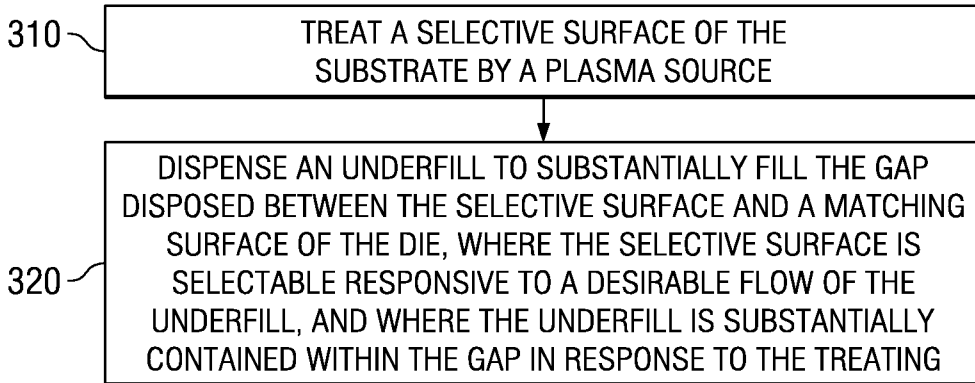 310
TREAT A SELECTIVE SURFACE OF THE
SUBSTRATE BY A PLASMA SOURCE
320
DISPENSE AN UNDERFILL TO SUBSTANTIALLY FILL THE GAP
DISPOSED BETWEEN THE SELECTIVE SURFACE AND A MATCHING
SURFACE OF THE DIE, WHERE THE SELECTIVE SURFACE IS
SELECTABLE RESPONSIVE TO A DESIRABLE FLOW OF THE
UNDERFILL, AND WHERE THE UNDERFILL IS SUBSTANTIALLY
CONTAINED WITHIN THE GAP IN RESPONSE TO THE TREATING